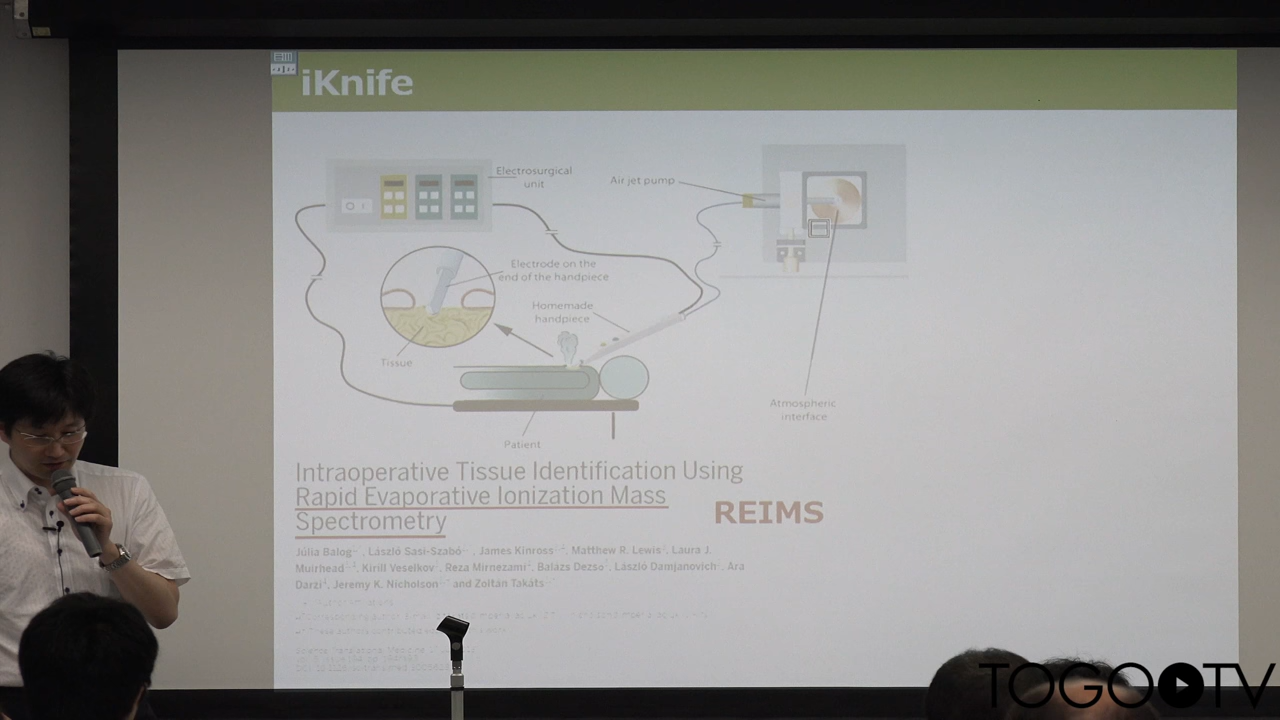 iKnife
Electrosurgical
unit
Air jet pump
Electrode on the
end of the handpiece
Homemade
handpiece
Tissue
Patient
Atmospheric
interface
Intraoperative Tissue Identification Using
Rapid Evaporative Ionization Mass
Spectrometry
REIMS
Júlia Balog, László Sasi-Szabó, James Kinross, Matthew R. Lewis, Laura J.
Muirhead, Kirill Veselkov, Reza Mirnezami, Balázs Dezső, László Damjanovich, Ara
Darzi, Jeremy K. Nicholson and Zoltán Takáts
TOGO TV